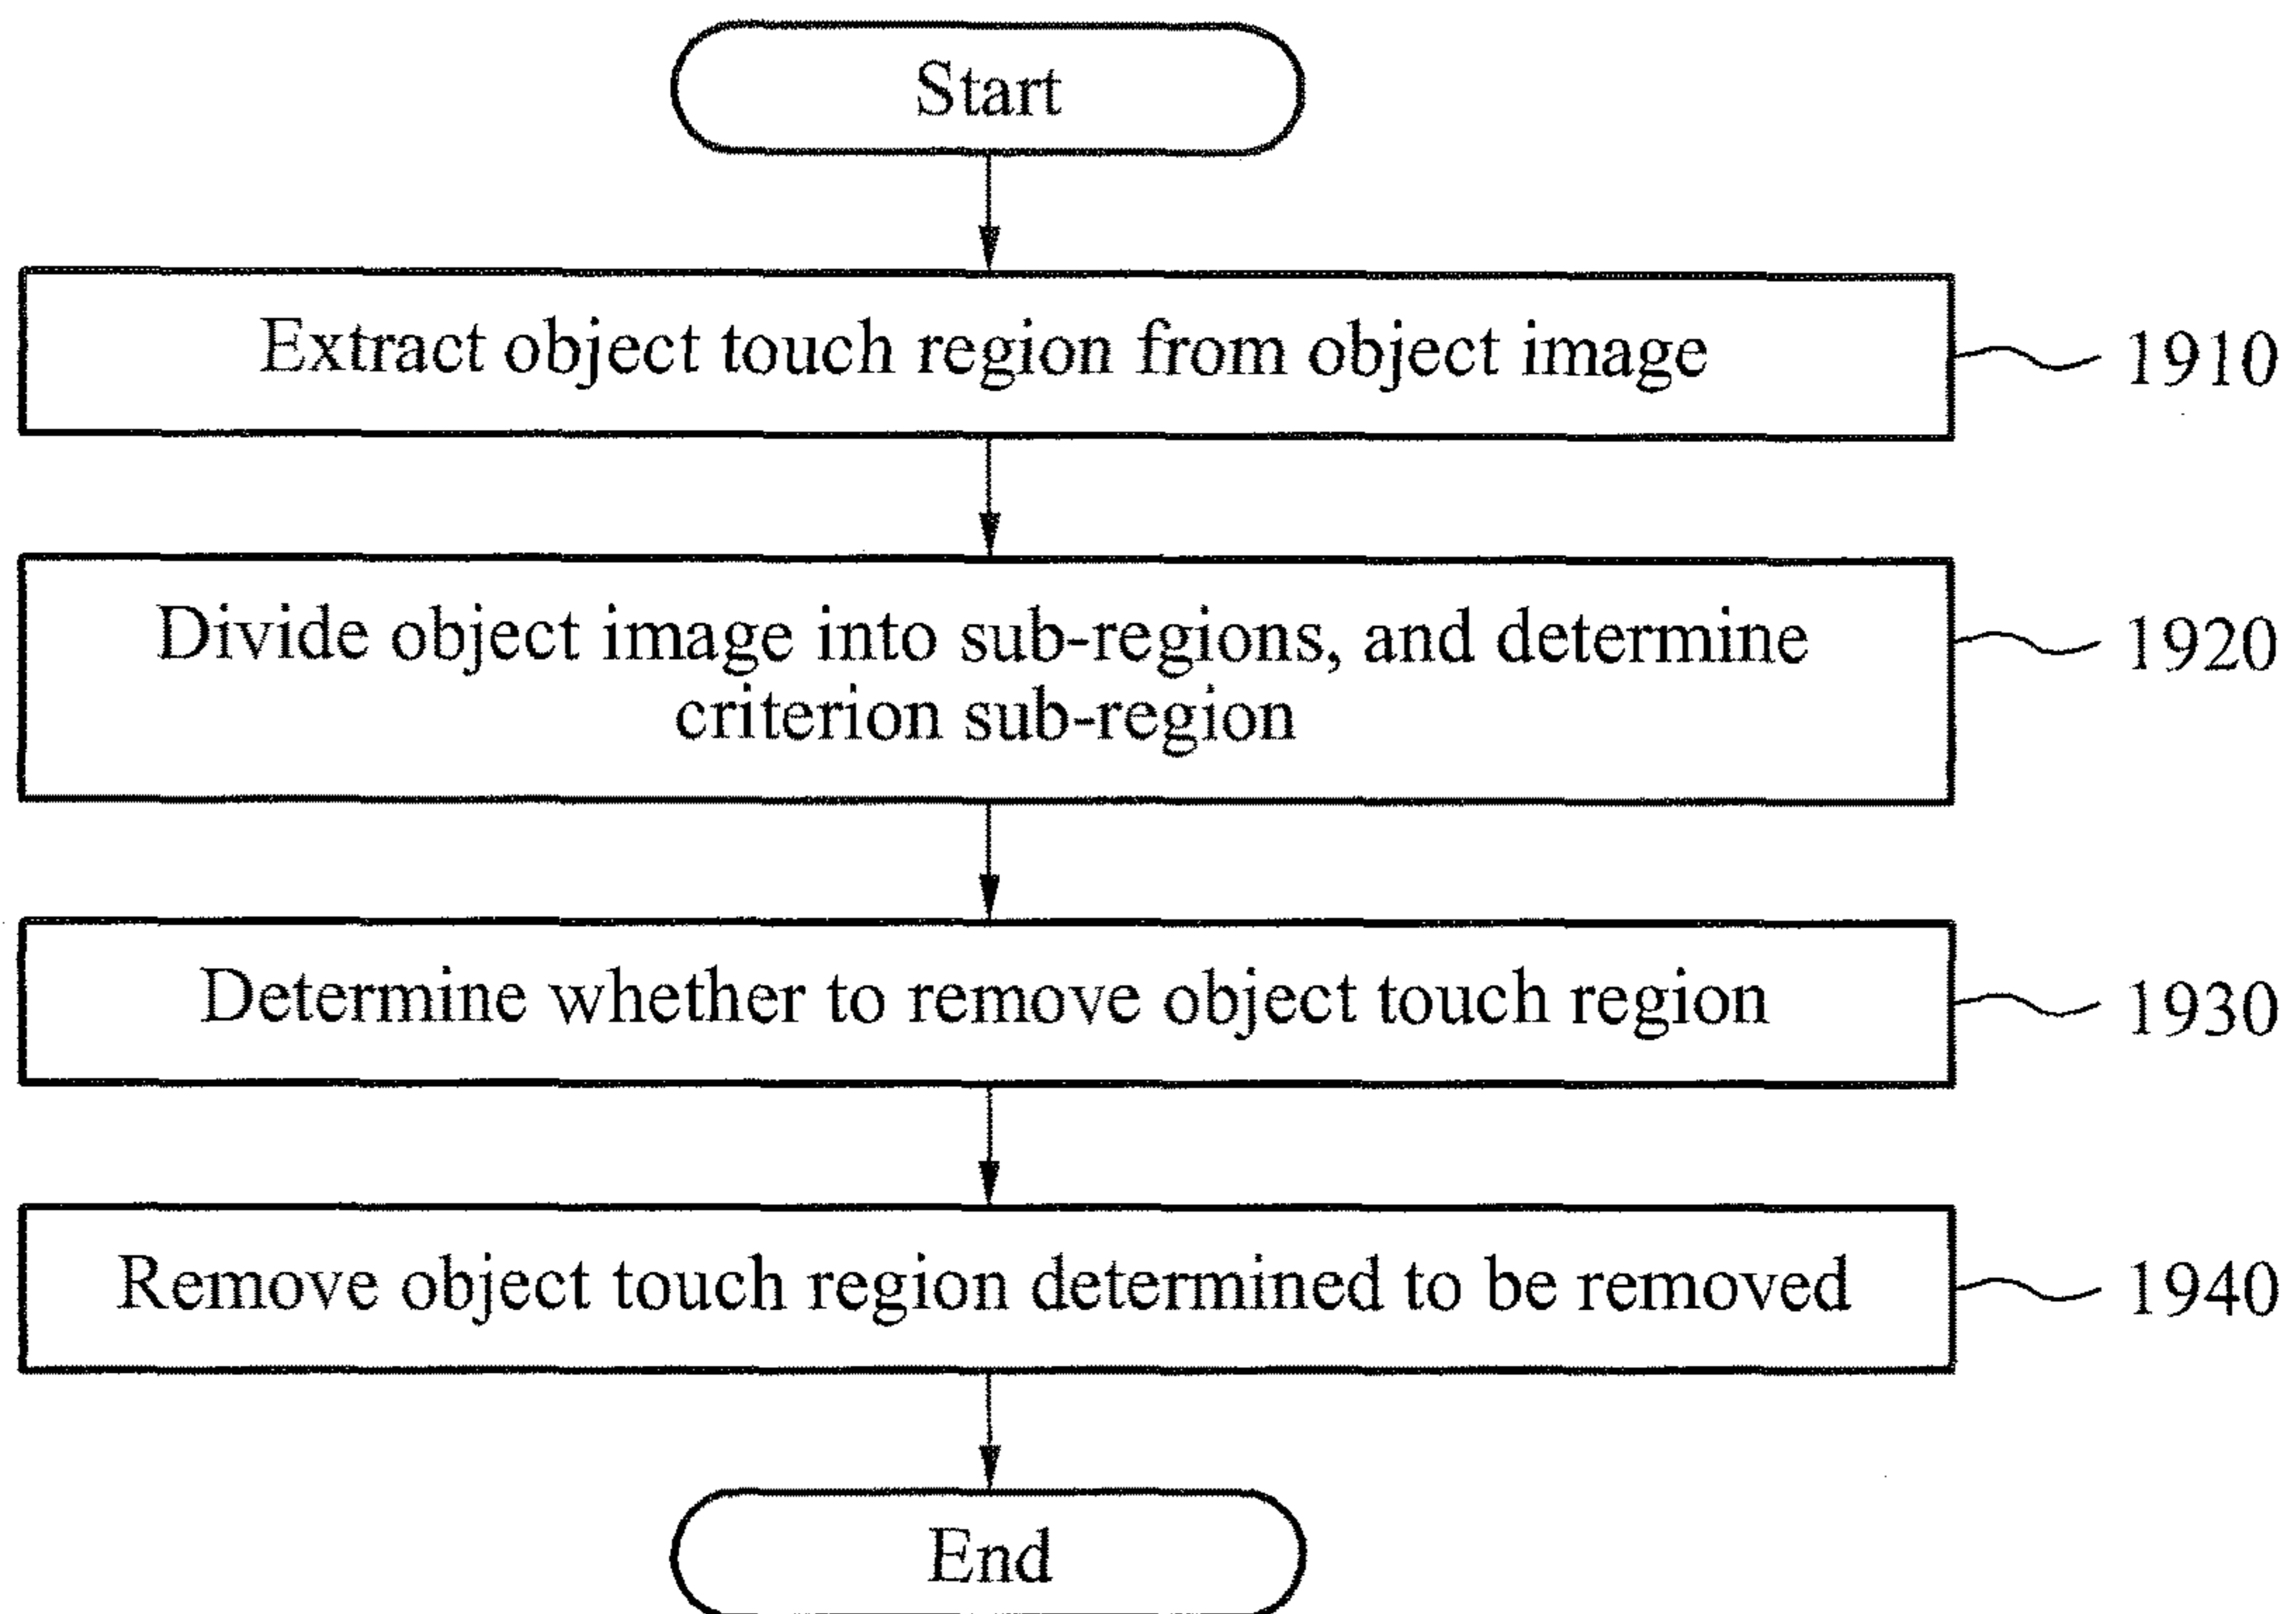 Start
Extract object touch region from object image
1910
Divide object image into sub-regions, and determine
criterion sub-region
1920
Determine whether to remove object touch region
1930
Remove object touch region determined to be removed
1940
End